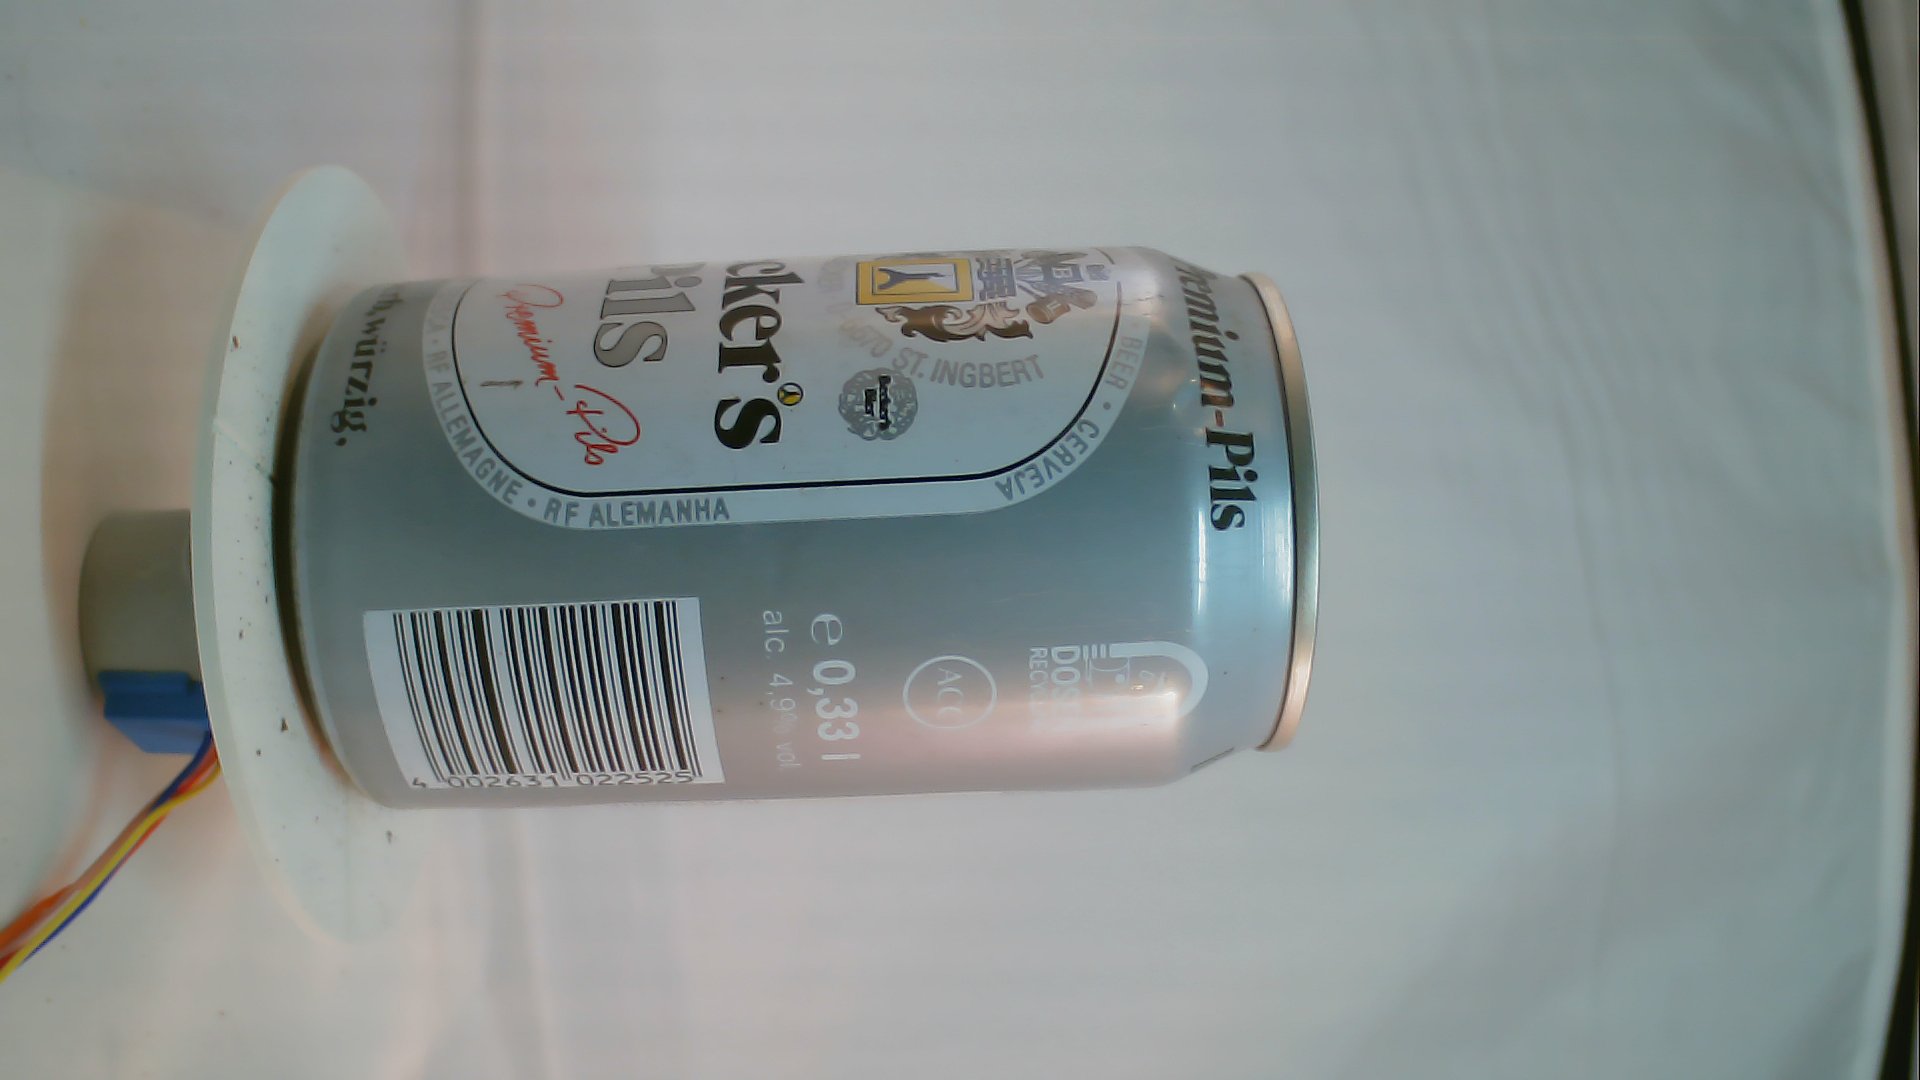 Premium-Pils
BEER · CERVEJA
ST. INGBERT
cker's
Pils
Premium-Pils
RF ALLEMAGNE · RF ALEMANHA
würzig.
DOSE
ACC
e 0,33 l
alc. 4,9% vol.
4 002631 022525